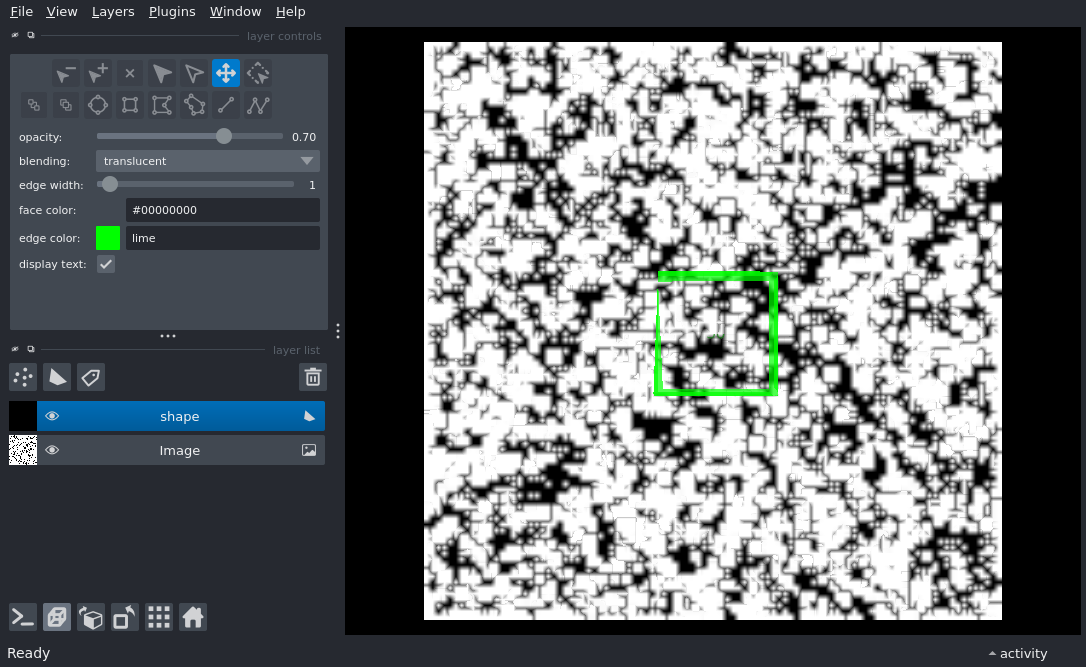 File View Layers Plugins Window Help
layer controls
opacity: 0.70
blending: translucent
edge width: 1
face color: #00000000
edge color: lime
display text:
layer list
shape
Image
Ready
activity